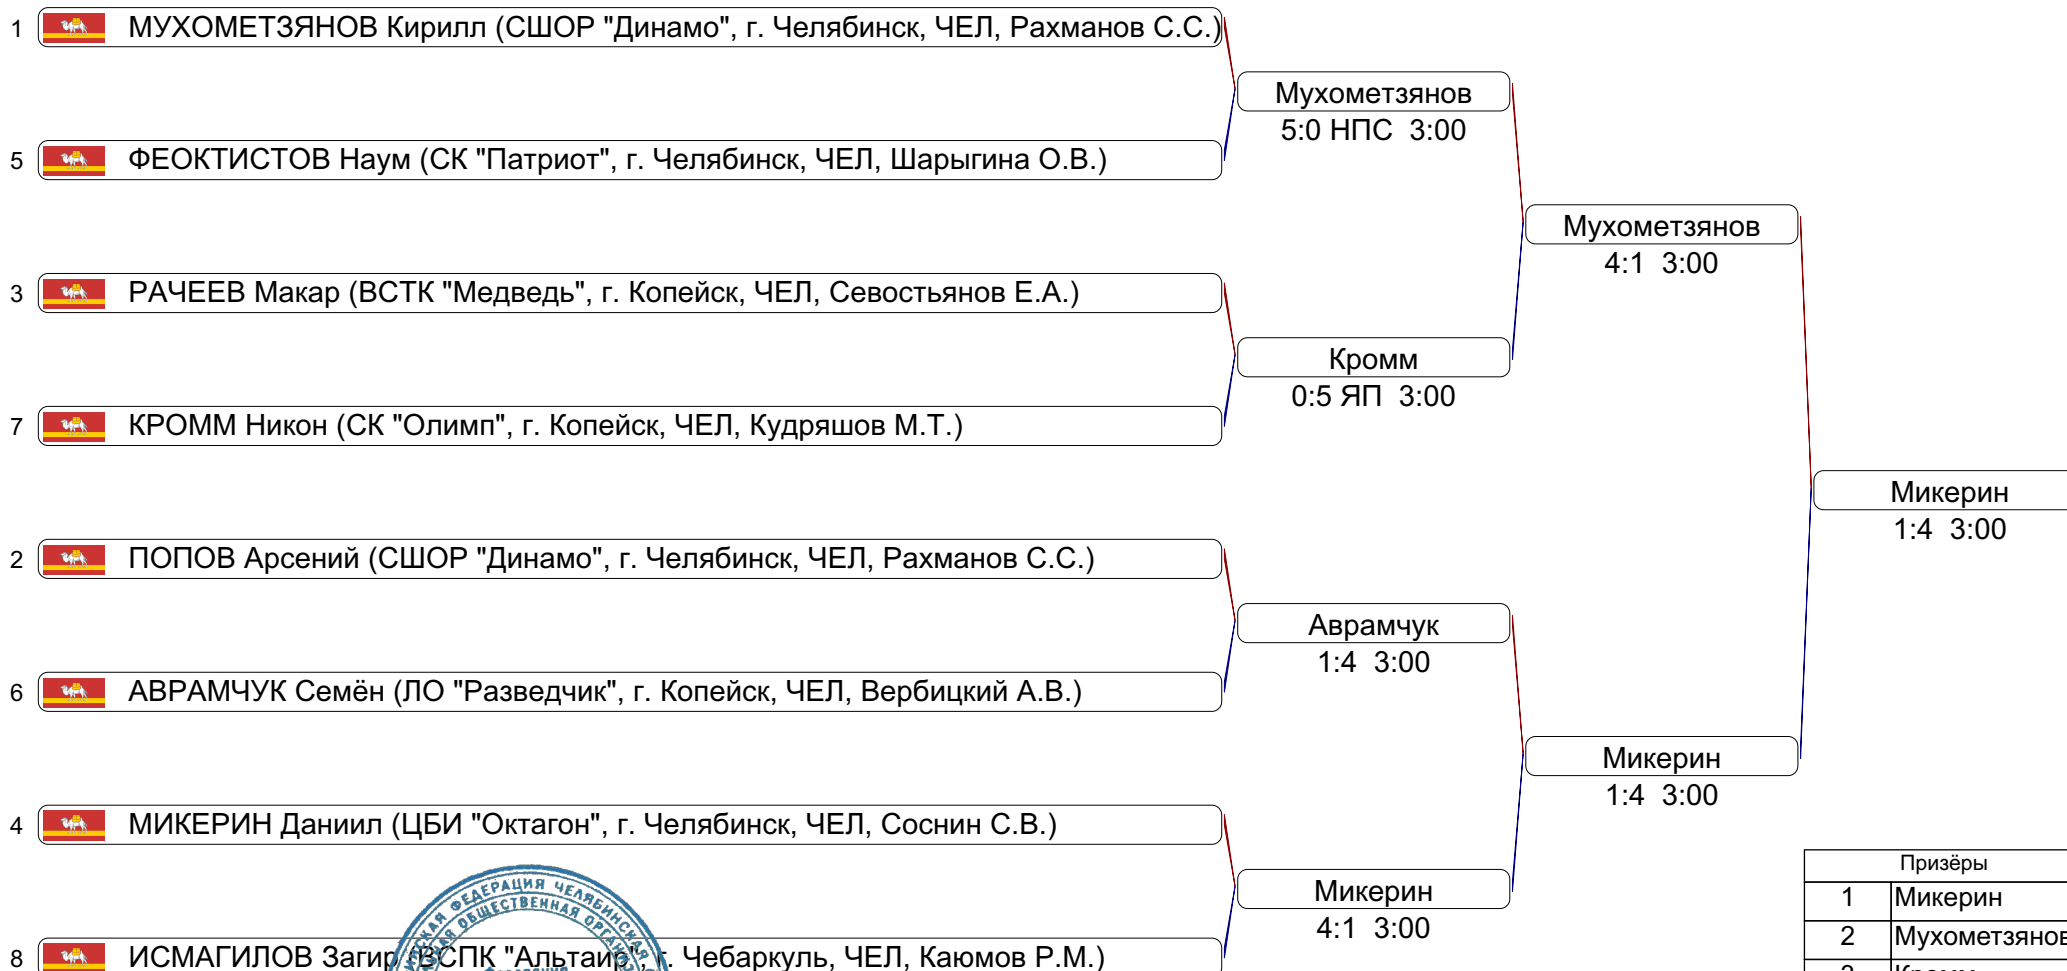 1 МУХОМЕТЗЯНОВ Кирилл (СШОР "Динамо", г. Челябинск, ЧЕЛ, Рахманов С.С.)
Мухометзянов
5:0 НПС 3:00
5 ФЕОКТИСТОВ Наум (СК "Патриот", г. Челябинск, ЧЕЛ, Шарыгина О.В.)
Мухометзянов
4:1 3:00
3 РАЧЕЕВ Макар (ВСТК "Медведь", г. Копейск, ЧЕЛ, Севостьянов Е.А.)
Кромм
0:5 ЯП 3:00
7 КРОММ Никон (СК "Олимп", г. Копейск, ЧЕЛ, Кудряшов М.Т.)
Микерин
1:4 3:00
2 ПОПОВ Арсений (СШОР "Динамо", г. Челябинск, ЧЕЛ, Рахманов С.С.)
Аврамчук
1:4 3:00
6 АВРАМЧУК Семён (ЛО "Разведчик", г. Копейск, ЧЕЛ, Вербицкий А.В.)
Микерин
1:4 3:00
4 МИКЕРИН Даниил (ЦБИ "Октагон", г. Челябинск, ЧЕЛ, Соснин С.В.)
Микерин
4:1 3:00
8 ИСМАГИЛОВ Загир (ВСПК "Альтаир", г. Чебаркуль, ЧЕЛ, Каюмов Р.М.)
Призёры
1 Микерин
2 Мухометзянов
3 Кромм
ФЕДЕРАЦИЯ ЧЕЛЯБИНСКАЯ
ОБЩЕСТВЕННАЯ